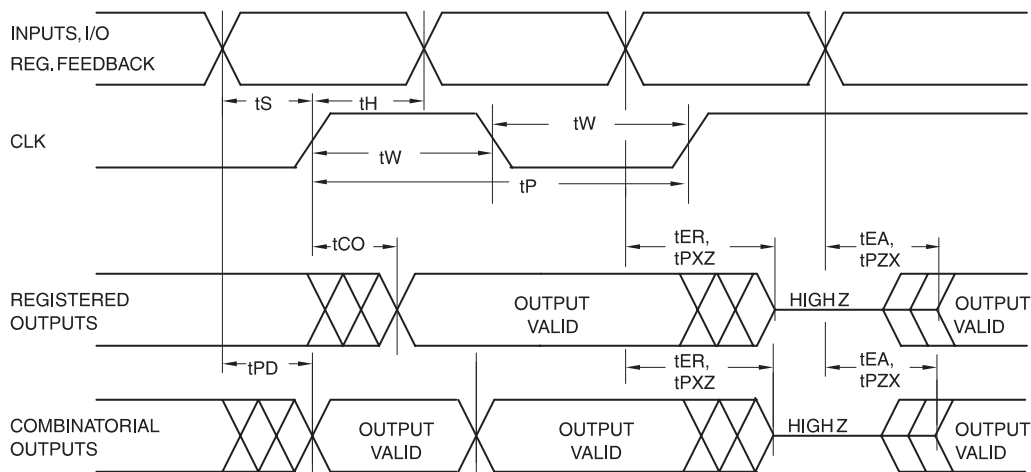 INPUTS, I/O
REG. FEEDBACK
tS
tH
tW
CLK
tW
tP
tCO
tER,
tPXZ
tEA,
tPZX
REGISTERED
OUTPUTS
OUTPUT
VALID
HIGH Z
OUTPUT
VALID
tPD
tER,
tPXZ
tEA,
tPZX
COMBINATORIAL
OUTPUTS
OUTPUT
VALID
OUTPUT
VALID
HIGH Z
OUTPUT
VALID